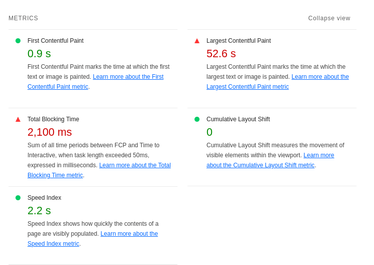 METRICS
Collapse view
First Contentful Paint
0.9 s
First Contentful Paint marks the time at which the first
text or image is painted. Learn more about the First
Contentful Paint metric.
Largest Contentful Paint
52.6 s
Largest Contentful Paint marks the time at which the
largest text or image is painted. Learn more about the
Largest Contentful Paint metric
Total Blocking Time
2,100 ms
Sum of all time periods between FCP and Time to
Interactive, when task length exceeded 50ms,
expressed in milliseconds. Learn more about the Total
Blocking Time metric.
Cumulative Layout Shift
0
Cumulative Layout Shift measures the movement of
visible elements within the viewport. Learn more
about the Cumulative Layout Shift metric.
Speed Index
2.2 s
Speed Index shows how quickly the contents of a
page are visibly populated. Learn more about the
Speed Index metric.